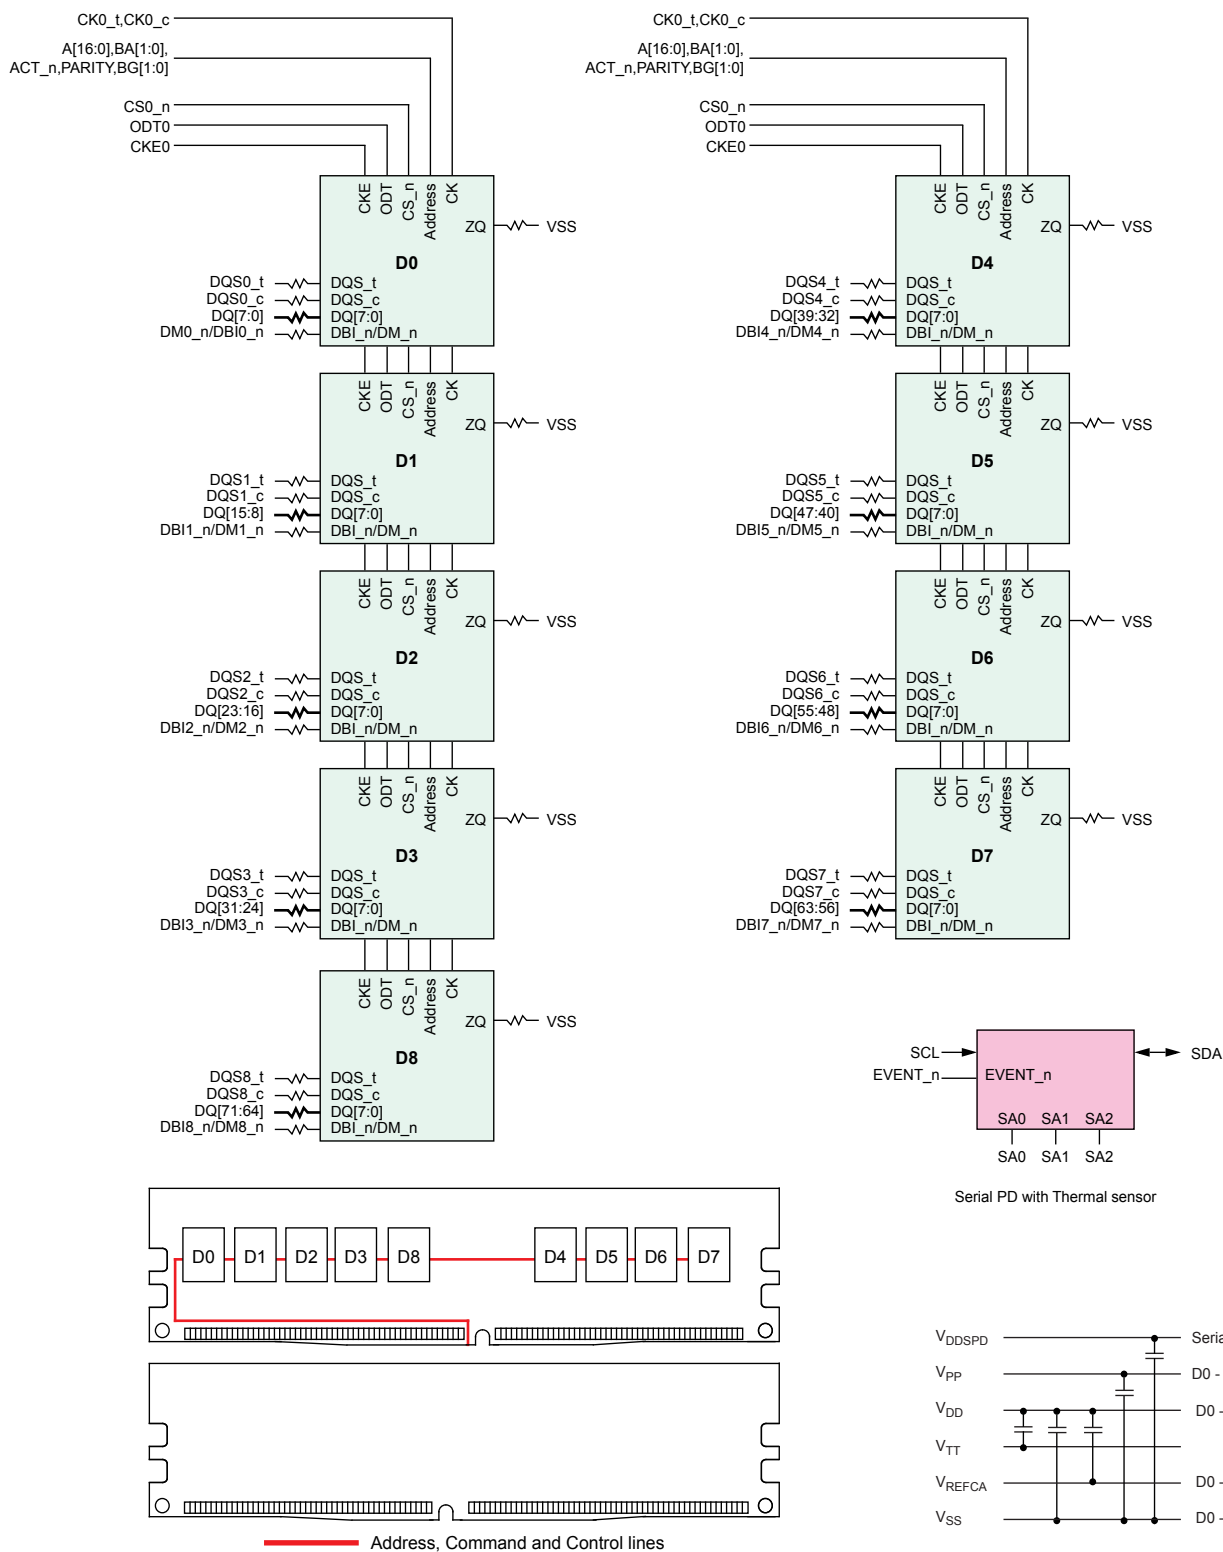 CK0_t,CK0_c
A[16:0],BA[1:0],
ACT_n,PARITY,BG[1:0]
CS0_n
ODT0
CKE0
CKE
ODT
CS_n
Address
CK
ZQ
VSS
D0
DQS0_t
DQS_t
DQS0_c
DQS_c
DQ[7:0]
DQ[7:0]
DM0_n/DBI0_n
DBI_n/DM_n
CKE
ODT
CS_n
Address
CK
ZQ
VSS
D1
DQS1_t
DQS_t
DQS1_c
DQS_c
DQ[15:8]
DQ[7:0]
DBI1_n/DM1_n
DBI_n/DM_n
CKE
ODT
CS_n
Address
CK
ZQ
VSS
D2
DQS2_t
DQS_t
DQS2_c
DQS_c
DQ[23:16]
DQ[7:0]
DBI2_n/DM2_n
DBI_n/DM_n
CKE
ODT
CS_n
Address
CK
ZQ
VSS
D3
DQS3_t
DQS_t
DQS3_c
DQS_c
DQ[31:24]
DQ[7:0]
DBI3_n/DM3_n
DBI_n/DM_n
CKE
ODT
CS_n
Address
CK
ZQ
VSS
D8
DQS8_t
DQS_t
DQS8_c
DQS_c
DQ[71:64]
DQ[7:0]
DBI8_n/DM8_n
DBI_n/DM_n
CK0_t,CK0_c
A[16:0],BA[1:0],
ACT_n,PARITY,BG[1:0]
CS0_n
ODT0
CKE0
CKE
ODT
CS_n
Address
CK
ZQ
VSS
D4
DQS4_t
DQS_t
DQS4_c
DQS_c
DQ[39:32]
DQ[7:0]
DBI4_n/DM4_n
DBI_n/DM_n
CKE
ODT
CS_n
Address
CK
ZQ
VSS
D5
DQS5_t
DQS_t
DQS5_c
DQS_c
DQ[47:40]
DQ[7:0]
DBI5_n/DM5_n
DBI_n/DM_n
CKE
ODT
CS_n
Address
CK
ZQ
VSS
D6
DQS6_t
DQS_t
DQS6_c
DQS_c
DQ[55:48]
DQ[7:0]
DBI6_n/DM6_n
DBI_n/DM_n
CKE
ODT
CS_n
Address
CK
ZQ
VSS
D7
DQS7_t
DQS_t
DQS7_c
DQS_c
DQ[63:56]
DQ[7:0]
DBI7_n/DM7_n
DBI_n/DM_n
SCL
SDA
EVENT_n
EVENT_n
SA0 SA1 SA2
SA0 SA1 SA2
Serial PD with Thermal sensor
D0 D1 D2 D3 D8 D4 D5 D6 D7
Address, Command and Control lines
VDDSPD
VPP
D0 -
VDD
D0 -
VTT
VREFCA
D0 -
VSS
D0 -